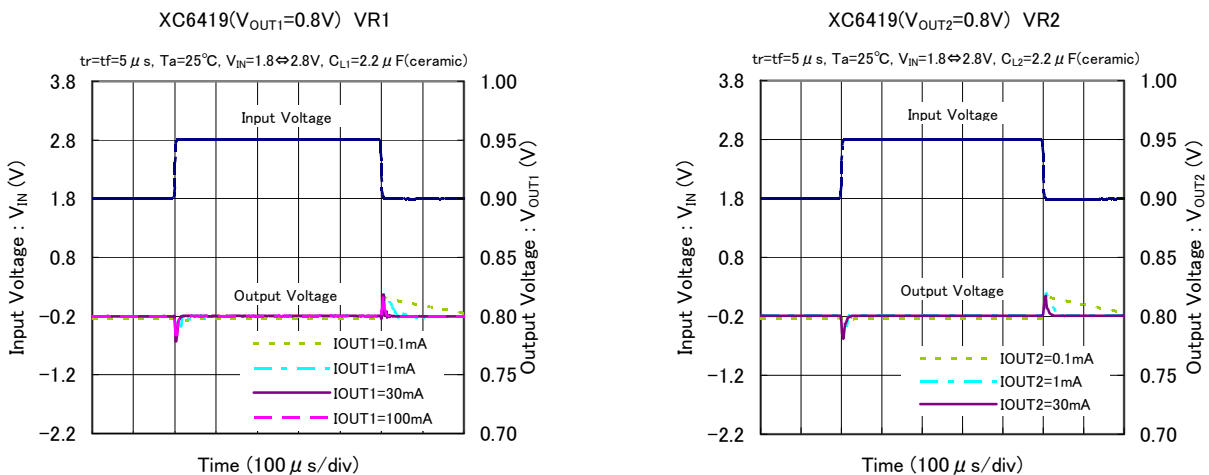 XC6419(VOUT1=0.8V) VR1
tr=tf=5 μ s, Ta=25℃, VIN=1.8⇔2.8V, CL1=2.2 μ F(ceramic)
3.8
2.8
1.8
0.8
-0.2
-1.2
-2.2
Input Voltage : VIN (V)
1.00
0.95
0.90
0.85
0.80
0.75
0.70
Output Voltage : VOUT1 (V)
Input Voltage
Output Voltage
IOUT1=0.1mA
IOUT1=1mA
IOUT1=30mA
IOUT1=100mA
Time (100 μ s/div)
XC6419(VOUT2=0.8V) VR2
tr=tf=5 μ s, Ta=25℃, VIN=1.8⇔2.8V, CL2=2.2 μ F(ceramic)
3.8
2.8
1.8
0.8
-0.2
-1.2
-2.2
Input Voltage : VIN (V)
1.00
0.95
0.90
0.85
0.80
0.75
0.70
Output Voltage : VOUT2 (V)
Input Voltage
Output Voltage
IOUT2=0.1mA
IOUT2=1mA
IOUT2=30mA
Time (100 μ s/div)